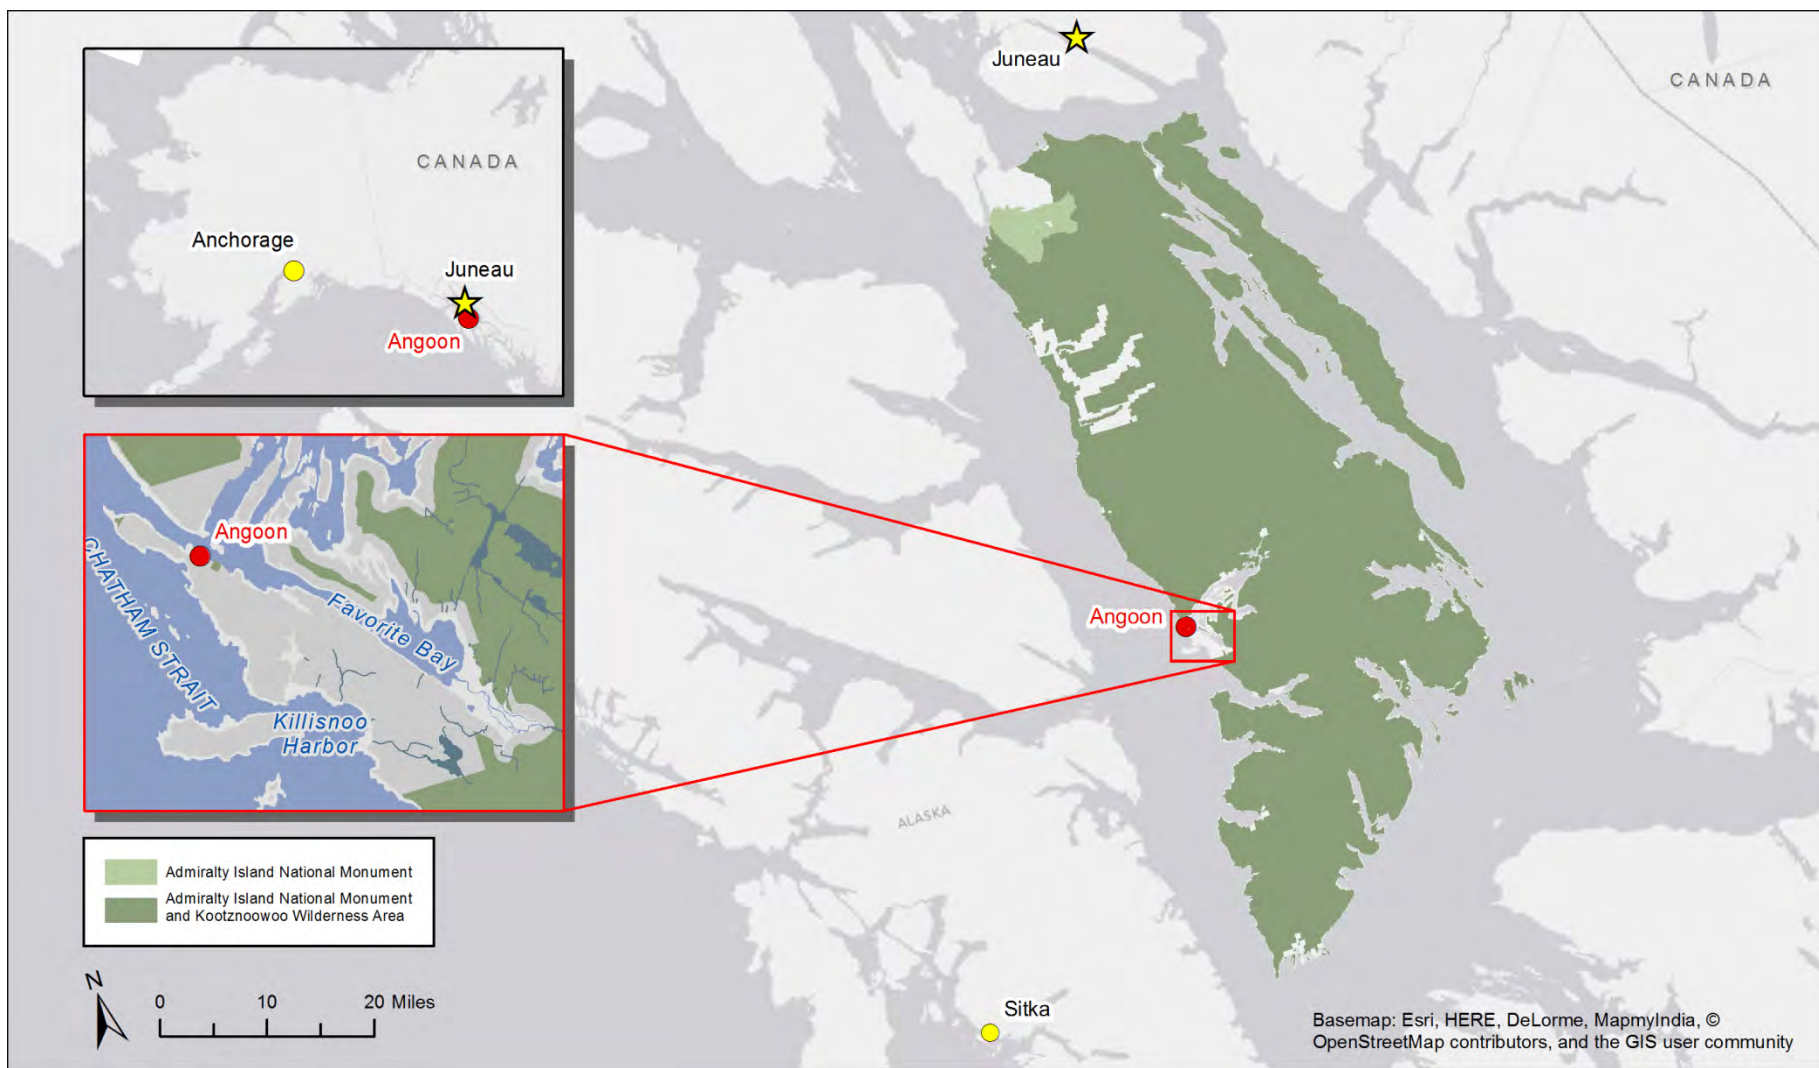 Juneau
CANADA
CANADA
Anchorage
Juneau
Angoon
Angoon
CHATHAM STRAIT
Favorite Bay
Killisnoo
Harbor
Angoon
ALASKA
Admiralty Island National Monument
Admiralty Island National Monument
and Kootznoowoo Wilderness Area
N
0 10 20 Miles
Sitka
Basemap: Esri, HERE, DeLorme, MapmyIndia, ©
OpenStreetMap contributors, and the GIS user community